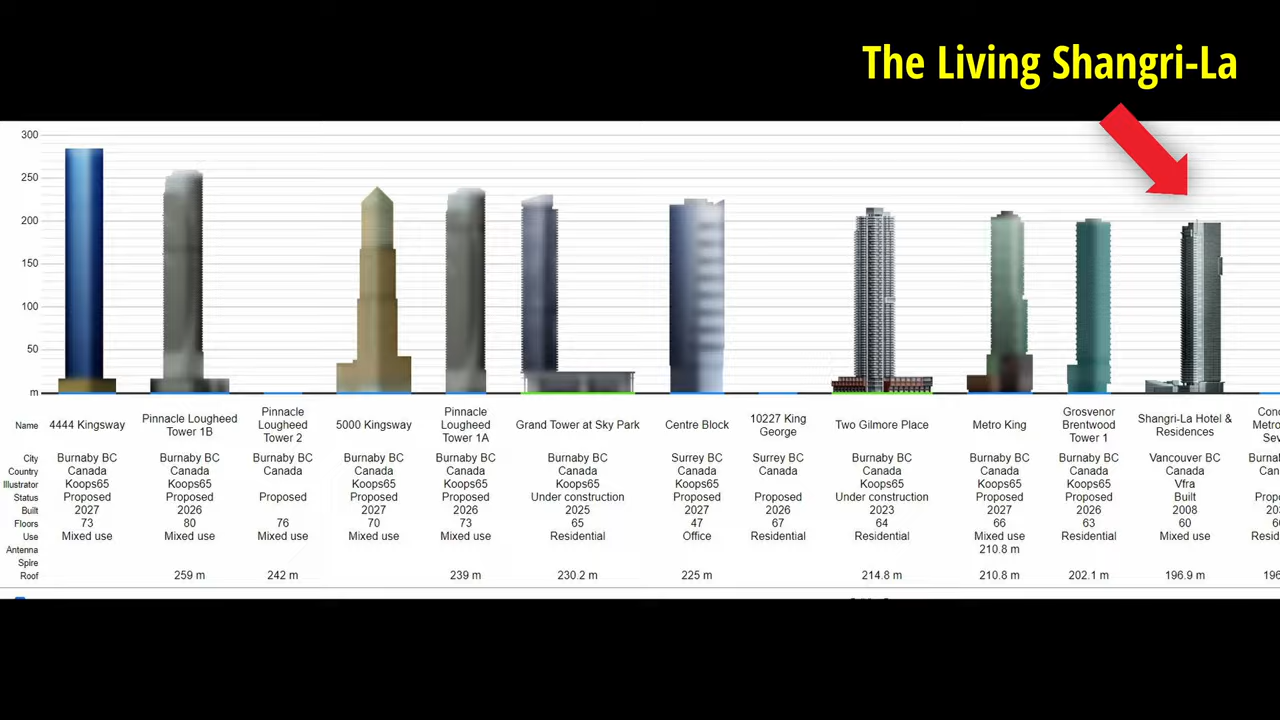 The Living Shangri-La
300
250
200
150
100
50
m
Name 4444 Kingsway Pinnacle Lougheed Tower 1B Pinnacle Lougheed Tower 2 5000 Kingsway Pinnacle Lougheed Tower 1A Grand Tower at Sky Park Centre Block 10227 King George Two Gilmore Place Metro King Grosvenor Brentwood Tower 1 Shangri-La Hotel & Residences
City Burnaby BC Burnaby BC Burnaby BC Burnaby BC Burnaby BC Burnaby BC Surrey BC Surrey BC Burnaby BC Burnaby BC Burnaby BC Vancouver BC
Country Canada Canada Canada Canada Canada Canada Canada Canada Canada Canada Canada Canada
Illustrator Koops65 Koops65 Koops65 Koops65 Koops65 Koops65 Koops65 Koops65 Koops65 Vfra
Status Proposed Proposed Proposed Proposed Proposed Under construction Proposed Proposed Under construction Proposed Proposed Built
Built 2027 2026 2027 2026 2025 2027 2026 2023 2027 2026 2008
Floors 73 80 76 70 73 65 47 67 64 66 63 60
Use Mixed use Mixed use Mixed use Mixed use Mixed use Residential Office Residential Residential Mixed use Residential Mixed use
Antenna 210.8 m
Spire
Roof 259 m 242 m 239 m 230.2 m 225 m 214.8 m 210.8 m 202.1 m 196.9 m